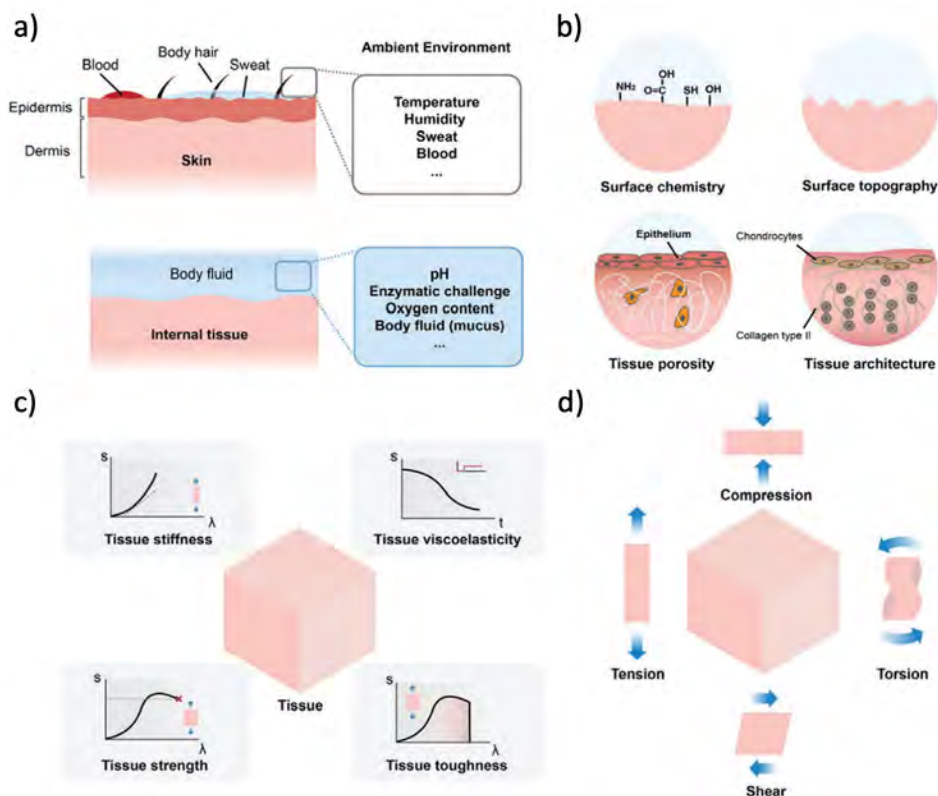 a)
Blood
Body hair
Sweat
Epidermis
Dermis
Skin
Ambient Environment
Temperature
Humidity
Sweat
Blood
...
Body fluid
Internal tissue
pH
Enzymatic challenge
Oxygen content
Body fluid (mucus)
...
b)
NH₂
OH
O=C
SH
OH
Surface chemistry
Surface topography
Epithelium
Tissue porosity
Chondrocytes
Collagen type II
Tissue architecture
c)
S
λ
Tissue stiffness
S
t
Tissue viscoelasticity
S
λ
Tissue strength
S
λ
Tissue toughness
Tissue
d)
Compression
Tension
Torsion
Shear